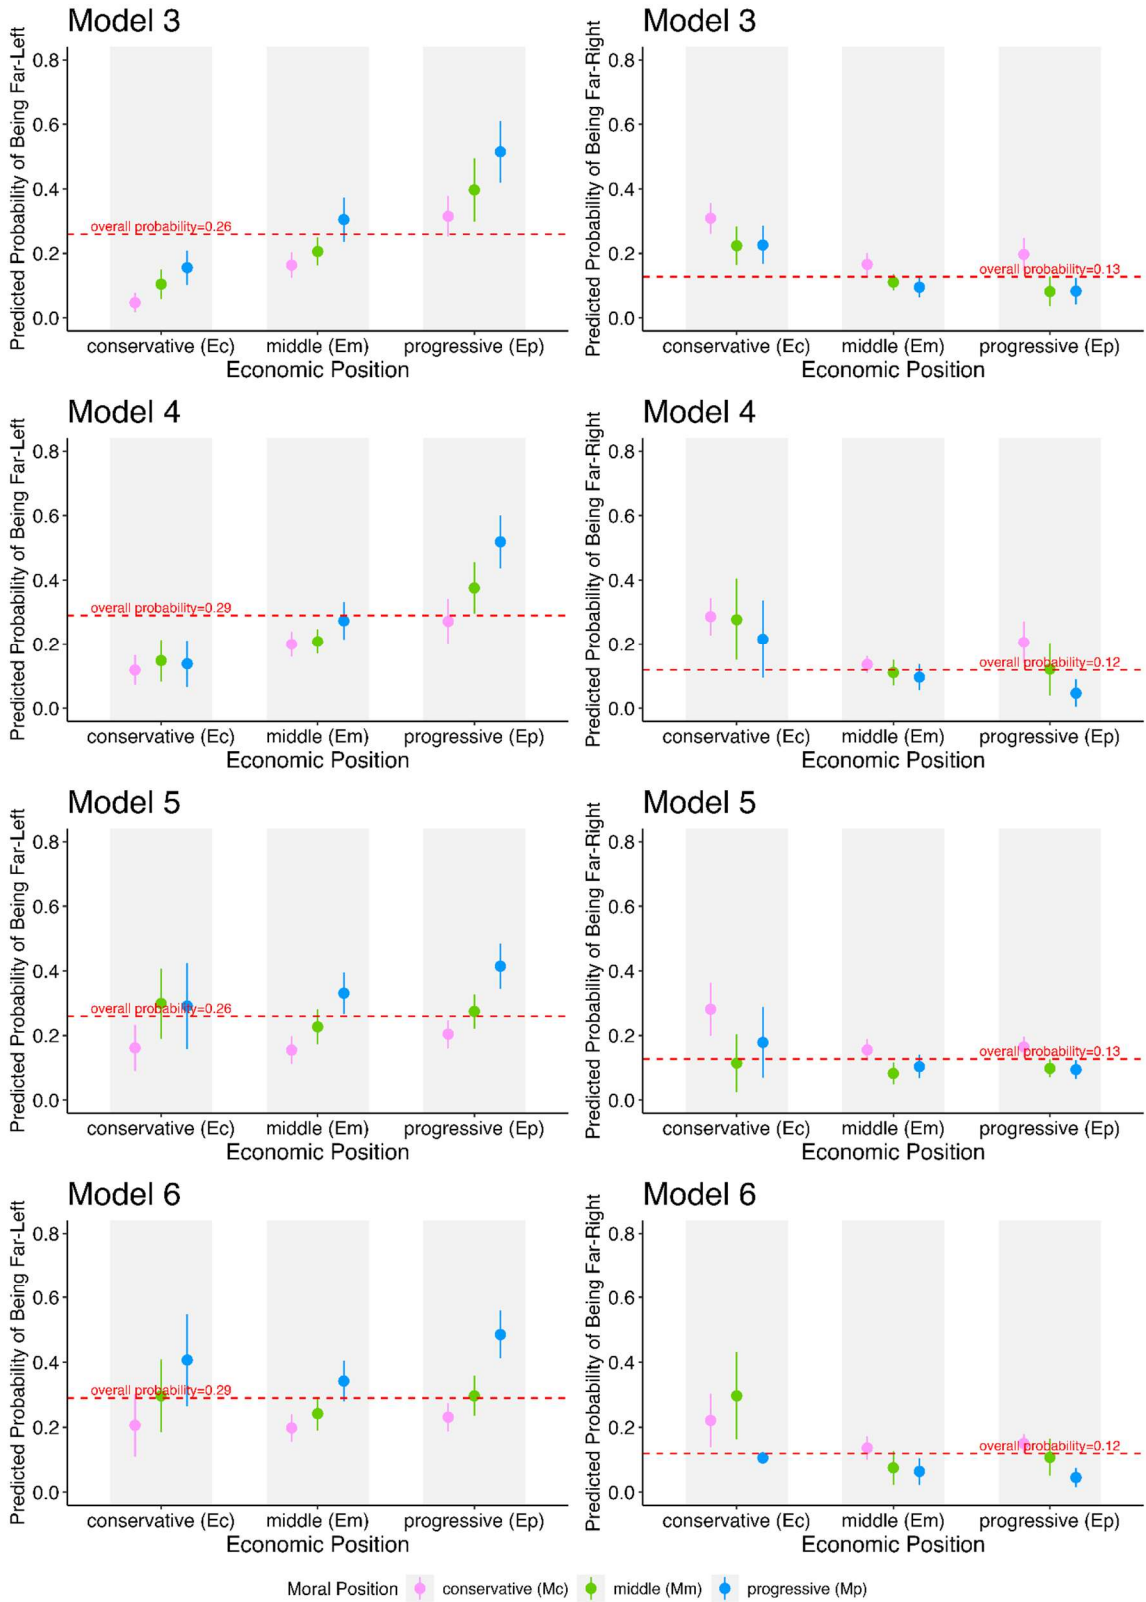 Model 3
Predicted Probability of Being Far-Left
0.8
0.6
0.4
0.2
0.0
overall probability=0.26
conservative (Ec) middle (Em) progressive (Ep)
Economic Position
Model 3
Predicted Probability of Being Far-Right
0.8
0.6
0.4
0.2
0.0
overall probability=0.13
conservative (Ec) middle (Em) progressive (Ep)
Economic Position
Model 4
Predicted Probability of Being Far-Left
0.8
0.6
0.4
0.2
0.0
overall probability=0.29
conservative (Ec) middle (Em) progressive (Ep)
Economic Position
Model 4
Predicted Probability of Being Far-Right
0.8
0.6
0.4
0.2
0.0
overall probability=0.12
conservative (Ec) middle (Em) progressive (Ep)
Economic Position
Model 5
Predicted Probability of Being Far-Left
0.8
0.6
0.4
0.2
0.0
overall probability=0.26
conservative (Ec) middle (Em) progressive (Ep)
Economic Position
Model 5
Predicted Probability of Being Far-Right
0.8
0.6
0.4
0.2
0.0
overall probability=0.13
conservative (Ec) middle (Em) progressive (Ep)
Economic Position
Model 6
Predicted Probability of Being Far-Left
0.8
0.6
0.4
0.2
0.0
overall probability=0.29
conservative (Ec) middle (Em) progressive (Ep)
Economic Position
Model 6
Predicted Probability of Being Far-Right
0.8
0.6
0.4
0.2
0.0
overall probability=0.12
conservative (Ec) middle (Em) progressive (Ep)
Economic Position
Moral Position conservative (Mc) middle (Mm) progressive (Mp)